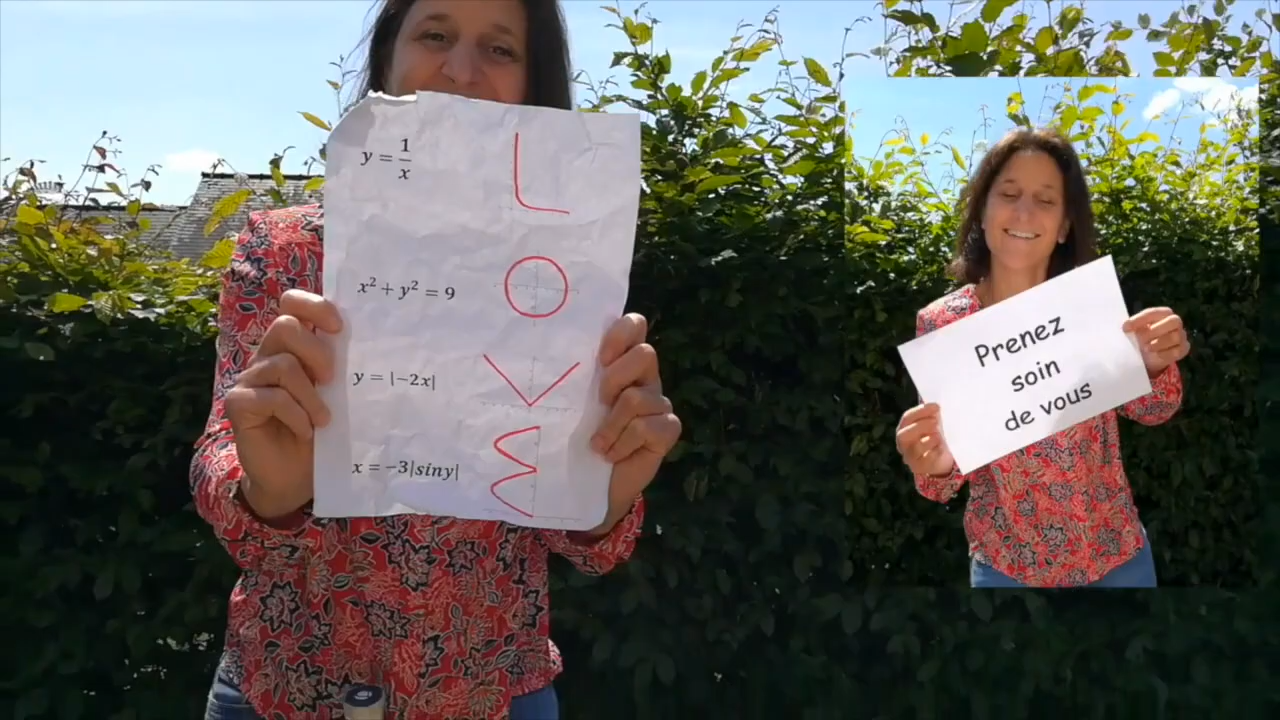 y = 1/x
x² + y² = 9
y = |−2x|
x = −3|siny|
Prenez
soin
de vous